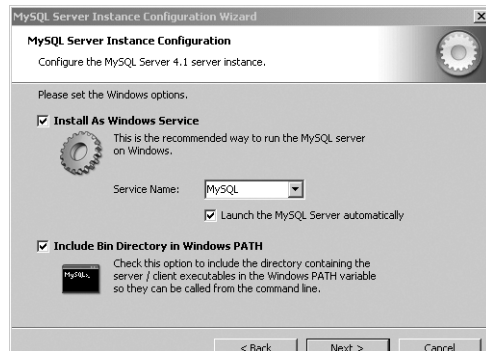 MySQL Server Instance Configuration Wizard
MySQL Server Instance Configuration
Configure the MySQL Server 4.1 server instance.
Please set the Windows options.
Install As Windows Service
This is the recommended way to run the MySQL server
on Windows.
Service Name:
MySQL
Launch the MySQL Server automatically
Include Bin Directory in Windows PATH
MySQL>_
Check this option to include the directory containing the
server / client executables in the Windows PATH variable
so they can be called from the command line.
< Back
Next >
Cancel